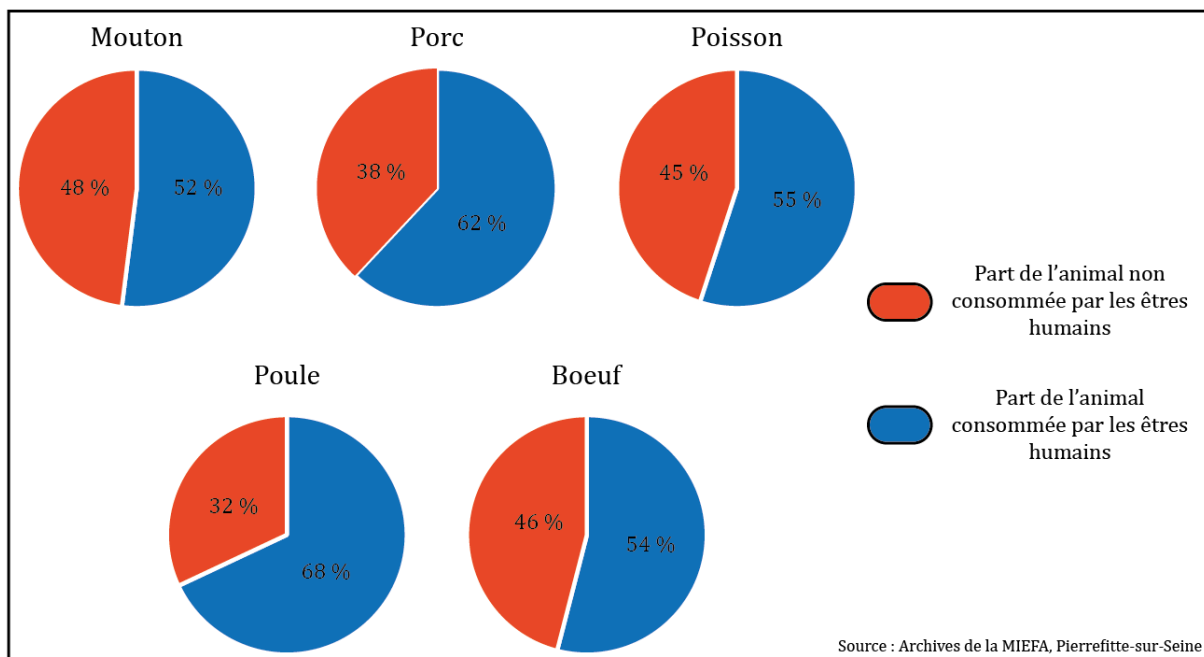 Mouton
Porc
Poisson
48 %
52 %
38 %
62 %
45 %
55 %
Part de l'animal non
consommée par les êtres
humains
Poule
Boeuf
Part de l'animal
consommée par les êtres
humains
32 %
68 %
46 %
54 %
Source : Archives de la MIEFA, Pierrefitte-sur-Seine